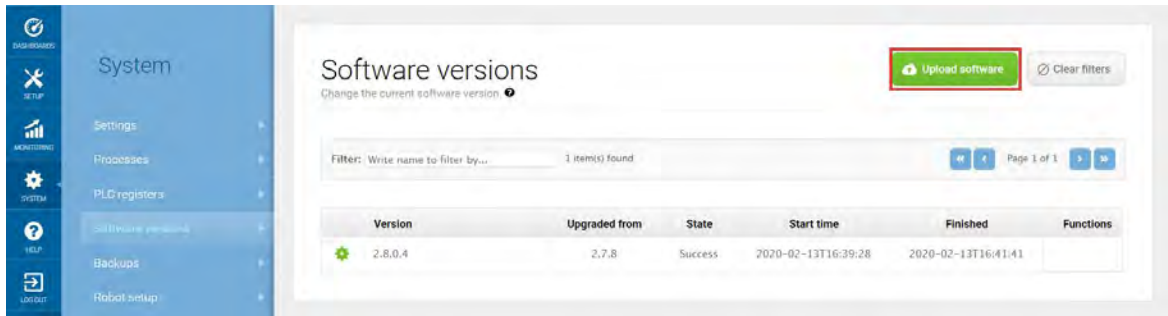 DASHBOARDS
SETUP
MONITORING
SYSTEM
HELP
LOG OUT
System
Settings
Processes
PLC registers
Software versions
Backups
Robot setup
Software versions
Change the current software version.
Upload software
Clear filters
Filter: Write name to filter by...
1 item(s) found
Page 1 of 1
Version Upgraded from State Start time Finished Functions
2.8.0.4 2.7.8 Success 2020-02-13T16:39:28 2020-02-13T16:41:41